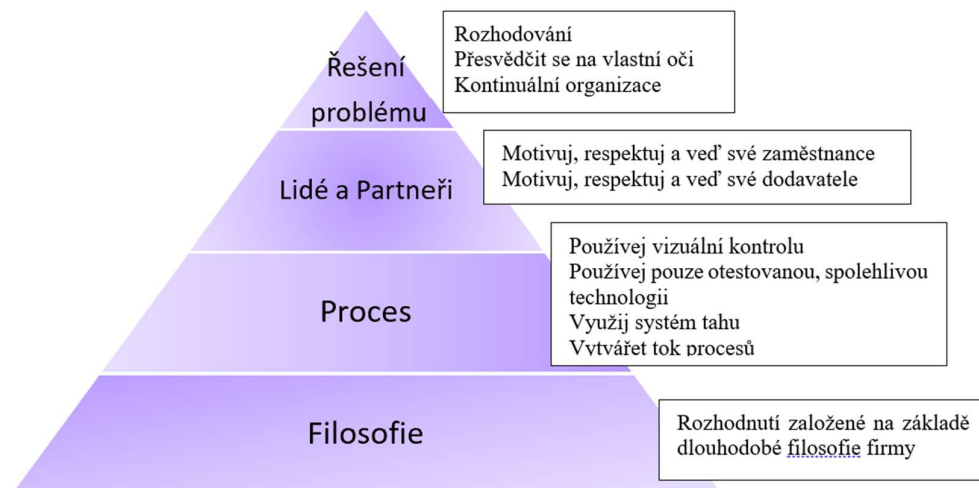 Řešení
problému
Rozhodování
Přesvědčit se na vlastní oči
Kontinuální organizace
Lidé a Partneři
Motivuj, respektuj a veď své zaměstnance
Motivuj, respektuj a veď své dodavatele
Proces
Používej vizuální kontrolu
Používej pouze otestovanou, spolehlivou
technologii
Využij systém tahu
Vytvářet tok procesů
Filosofie
Rozhodnutí založené na základě
dlouhodobé filosofie firmy